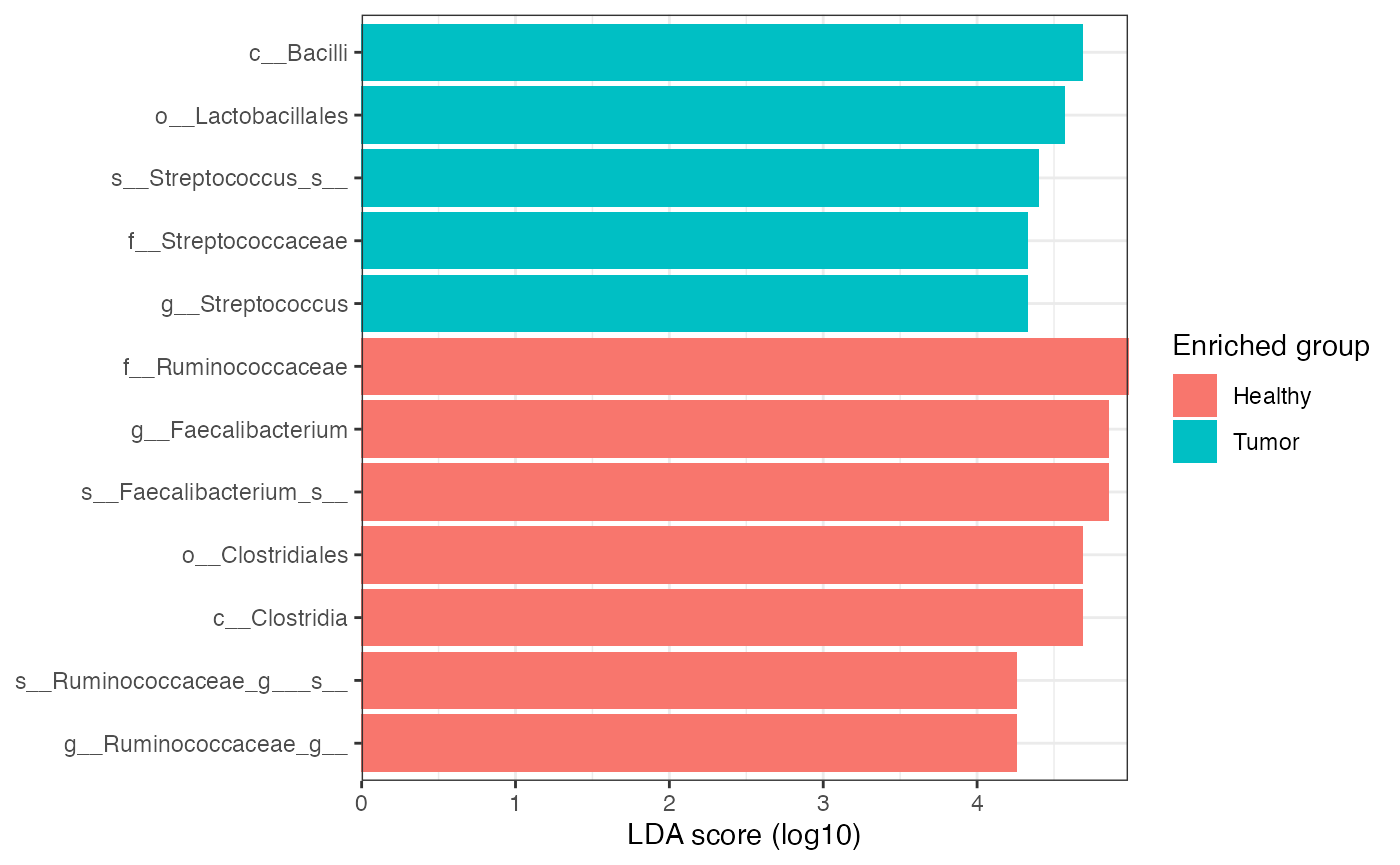 c__Bacilli
o__Lactobacillales
s__Streptococcus_s__
f__Streptococcaceae
g__Streptococcus
f__Ruminococcaceae
g__Faecalibacterium
s__Faecalibacterium_s__
o__Clostridiales
c__Clostridia
s__Ruminococcaceae_g___s__
g__Ruminococcaceae_g__
0 1 2 3 4
LDA score (log10)
Enriched group
Healthy
Tumor